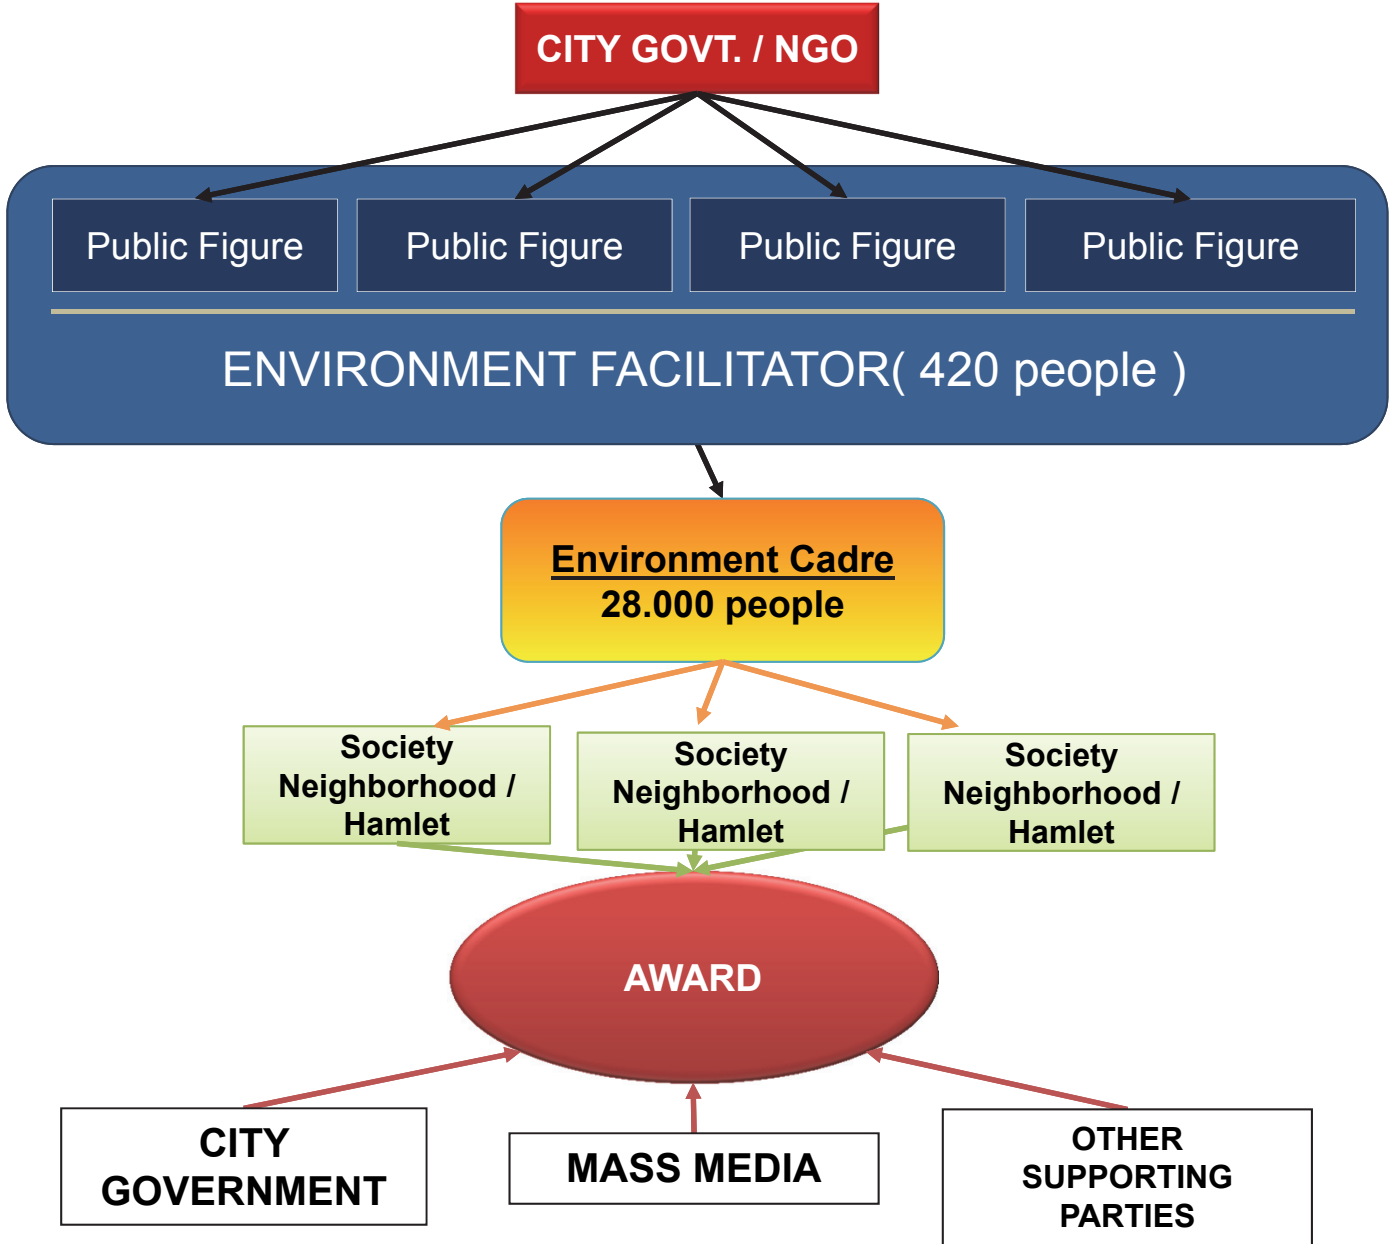 CITY GOVT. / NGO
Public Figure
Public Figure
Public Figure
Public Figure
ENVIRONMENT FACILITATOR( 420 people )
Environment Cadre
28.000 people
Society
Neighborhood /
Hamlet
Society
Neighborhood /
Hamlet
Society
Neighborhood /
Hamlet
AWARD
CITY
GOVERNMENT
MASS MEDIA
OTHER
SUPPORTING
PARTIES